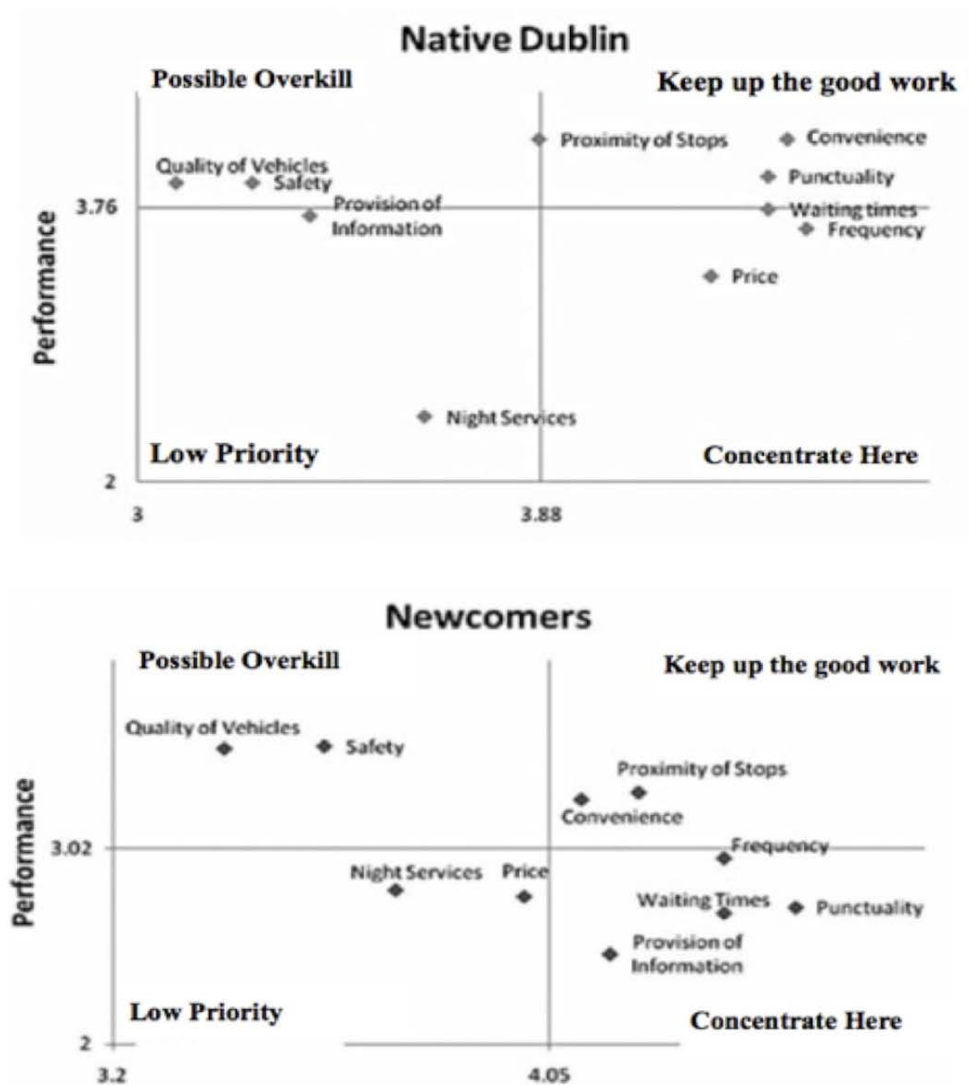 Native Dublin
Possible Overkill
Keep up the good work
Proximity of Stops
Convenience
Quality of Vehicles
Safety
Punctuality
3.76
Provision of
Information
Waiting times
Frequency
Price
Performance
Night Services
Low Priority
Concentrate Here
2
3
3.88
Newcomers
Possible Overkill
Keep up the good work
Quality of Vehicles
Safety
Proximity of Stops
Convenience
3.02
Frequency
Performance
Night Services
Price
Waiting Times
Punctuality
Provision of
Information
Low Priority
Concentrate Here
2
3.2
4.05